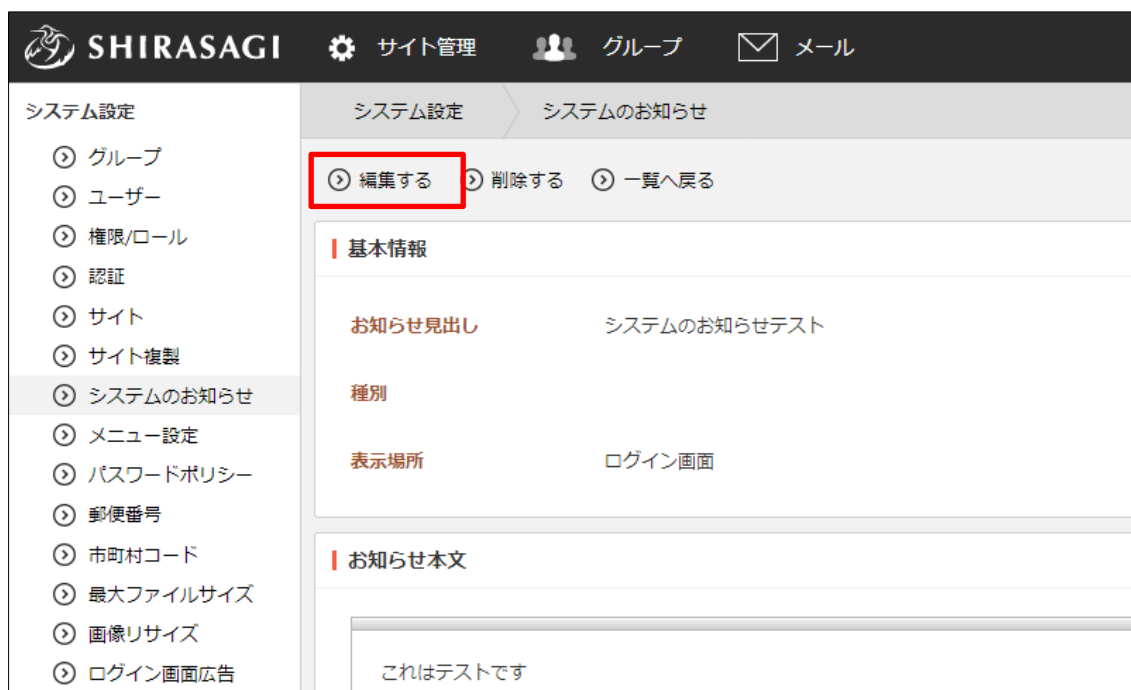 SHIRASAGI サイト管理 グループ メール
システム設定
グループ
ユーザー
権限/ロール
認証
サイト
サイト複製
システムのお知らせ
メニュー設定
パスワードポリシー
郵便番号
市町村コード
最大ファイルサイズ
画像リサイズ
ログイン画面広告
システム設定 システムのお知らせ
編集する 削除する 一覧へ戻る
基本情報
お知らせ見出し システムのお知らせテスト
種別
表示場所 ログイン画面
お知らせ本文
これはテストです